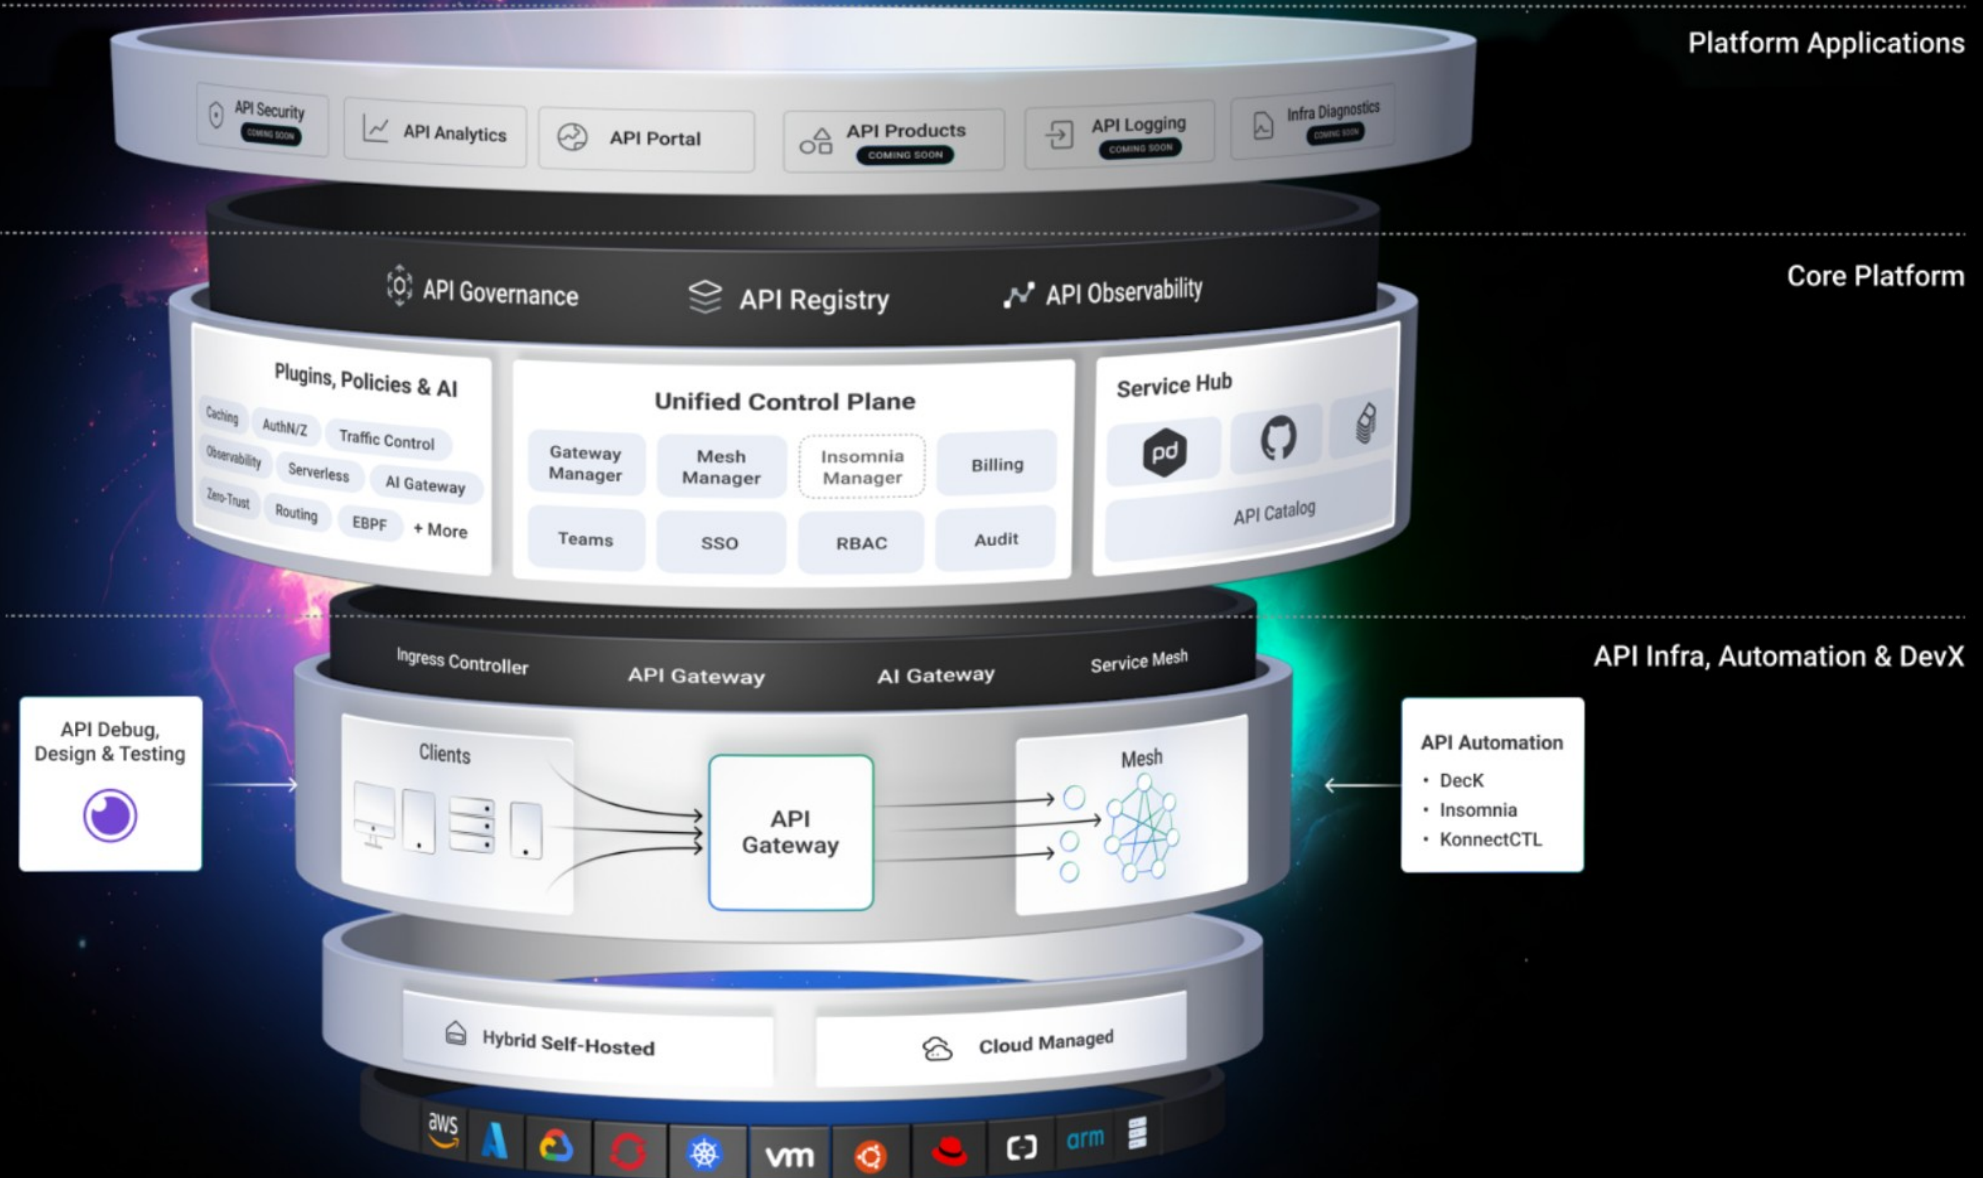 Platform Applications
API Security
COMING SOON
API Analytics
API Portal
API Products
COMING SOON
API Logging
COMING SOON
Infra Diagnostics
COMING SOON
Core Platform
API Governance
API Registry
API Observability
Plugins, Policies & AI
Caching
AuthN/Z
Traffic Control
Observability
Serverless
AI Gateway
Zero-Trust
Routing
EBPF
+ More
Unified Control Plane
Gateway
Manager
Mesh
Manager
Insomnia
Manager
Billing
Teams
SSO
RBAC
Audit
Service Hub
pd
API Catalog
API Infra, Automation & DevX
Ingress Controller
API Gateway
AI Gateway
Service Mesh
API Debug,
Design & Testing
Clients
API
Gateway
Mesh
API Automation
• DecK
• Insomnia
• KonnectCTL
Hybrid Self-Hosted
Cloud Managed
aws
vm
arm